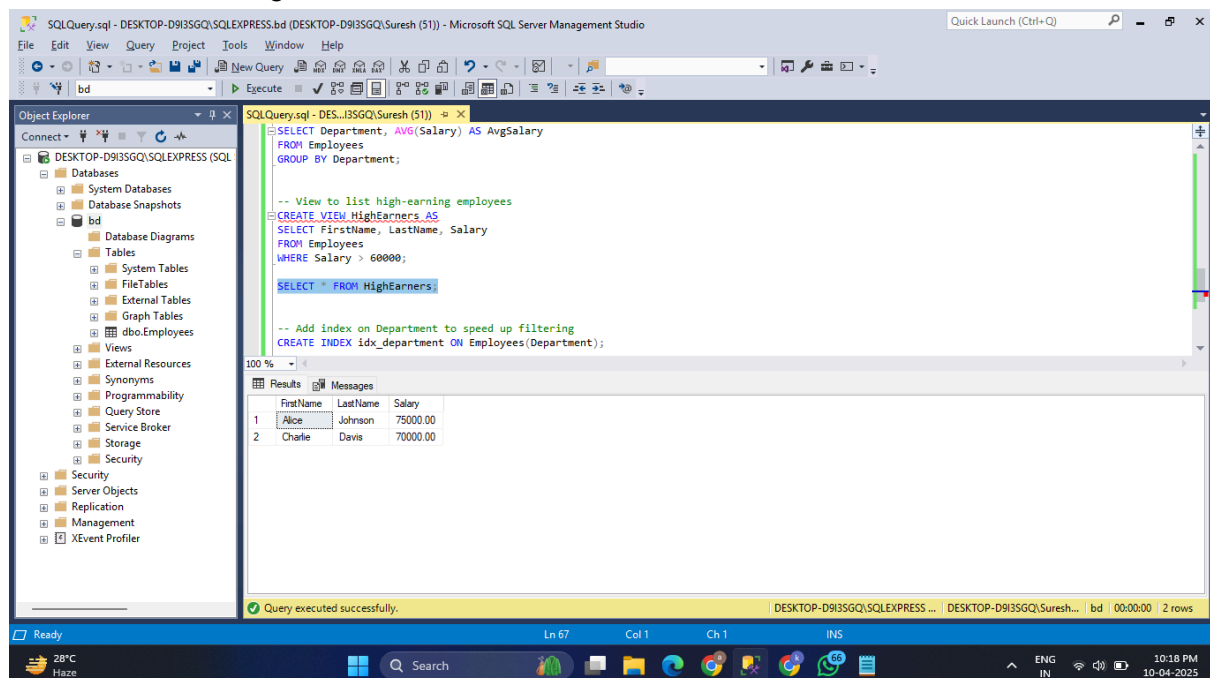 SQLQuery.sql - DESKTOP-D9I3SGQ\SQLEXPRESS.bd (DESKTOP-D9I3SGQ\Suresh (51)) - Microsoft SQL Server Management Studio
Quick Launch (Ctrl+Q)
File Edit View Query Project Tools Window Help
New Query
bd
Execute
Object Explorer
SQLQuery.sql - DES...I3SGQ\Suresh (51))
Connect
DESKTOP-D9I3SGQ\SQLEXPRESS (SQL
Databases
System Databases
Database Snapshots
bd
Database Diagrams
Tables
System Tables
FileTables
External Tables
Graph Tables
dbo.Employees
Views
External Resources
Synonyms
Programmability
Query Store
Service Broker
Storage
Security
Security
Server Objects
Replication
Management
XEvent Profiler
SELECT Department, AVG(Salary) AS AvgSalary
FROM Employees
GROUP BY Department;
-- View to list high-earning employees
CREATE VIEW HighEarners AS
SELECT FirstName, LastName, Salary
FROM Employees
WHERE Salary > 60000;
SELECT * FROM HighEarners;
-- Add index on Department to speed up filtering
CREATE INDEX idx_department ON Employees(Department);
100 %
Results Messages
FirstName LastName Salary
1 Alice Johnson 75000.00
2 Charlie Davis 70000.00
Query executed successfully.
DESKTOP-D9I3SGQ\SQLEXPRESS ... DESKTOP-D9I3SGQ\Suresh... bd 00:00:00 2 rows
Ready Ln 67 Col 1 Ch 1 INS
28°C
Haze
Search
66
ENG
IN
10:18 PM
10-04-2025